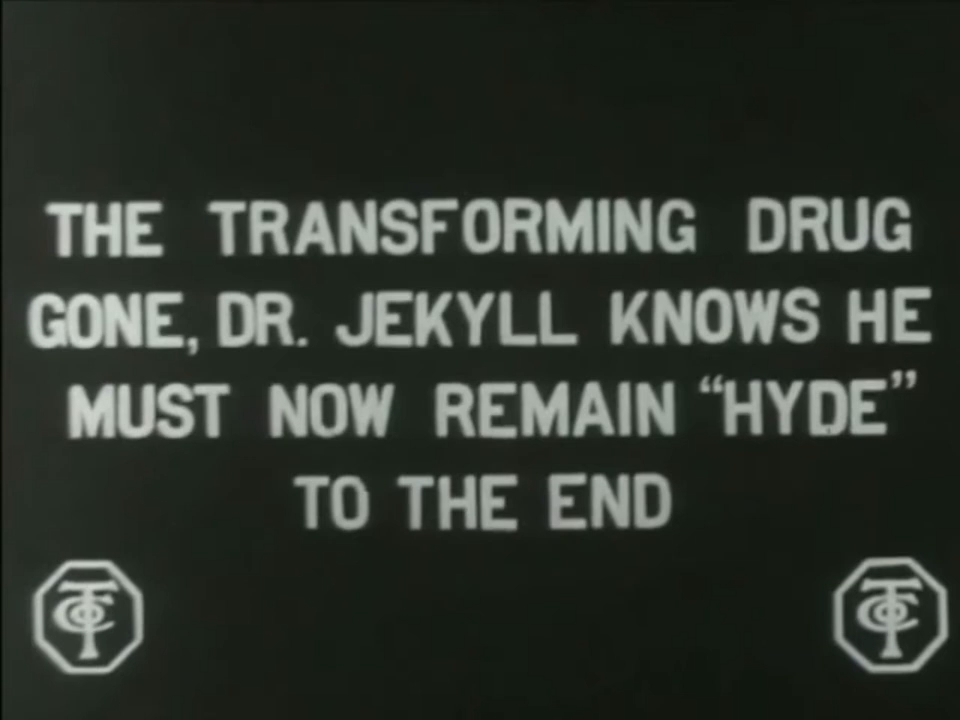 THE TRANSFORMING DRUG
GONE, DR. JEKYLL KNOWS HE
MUST NOW REMAIN “HYDE”
TO THE END